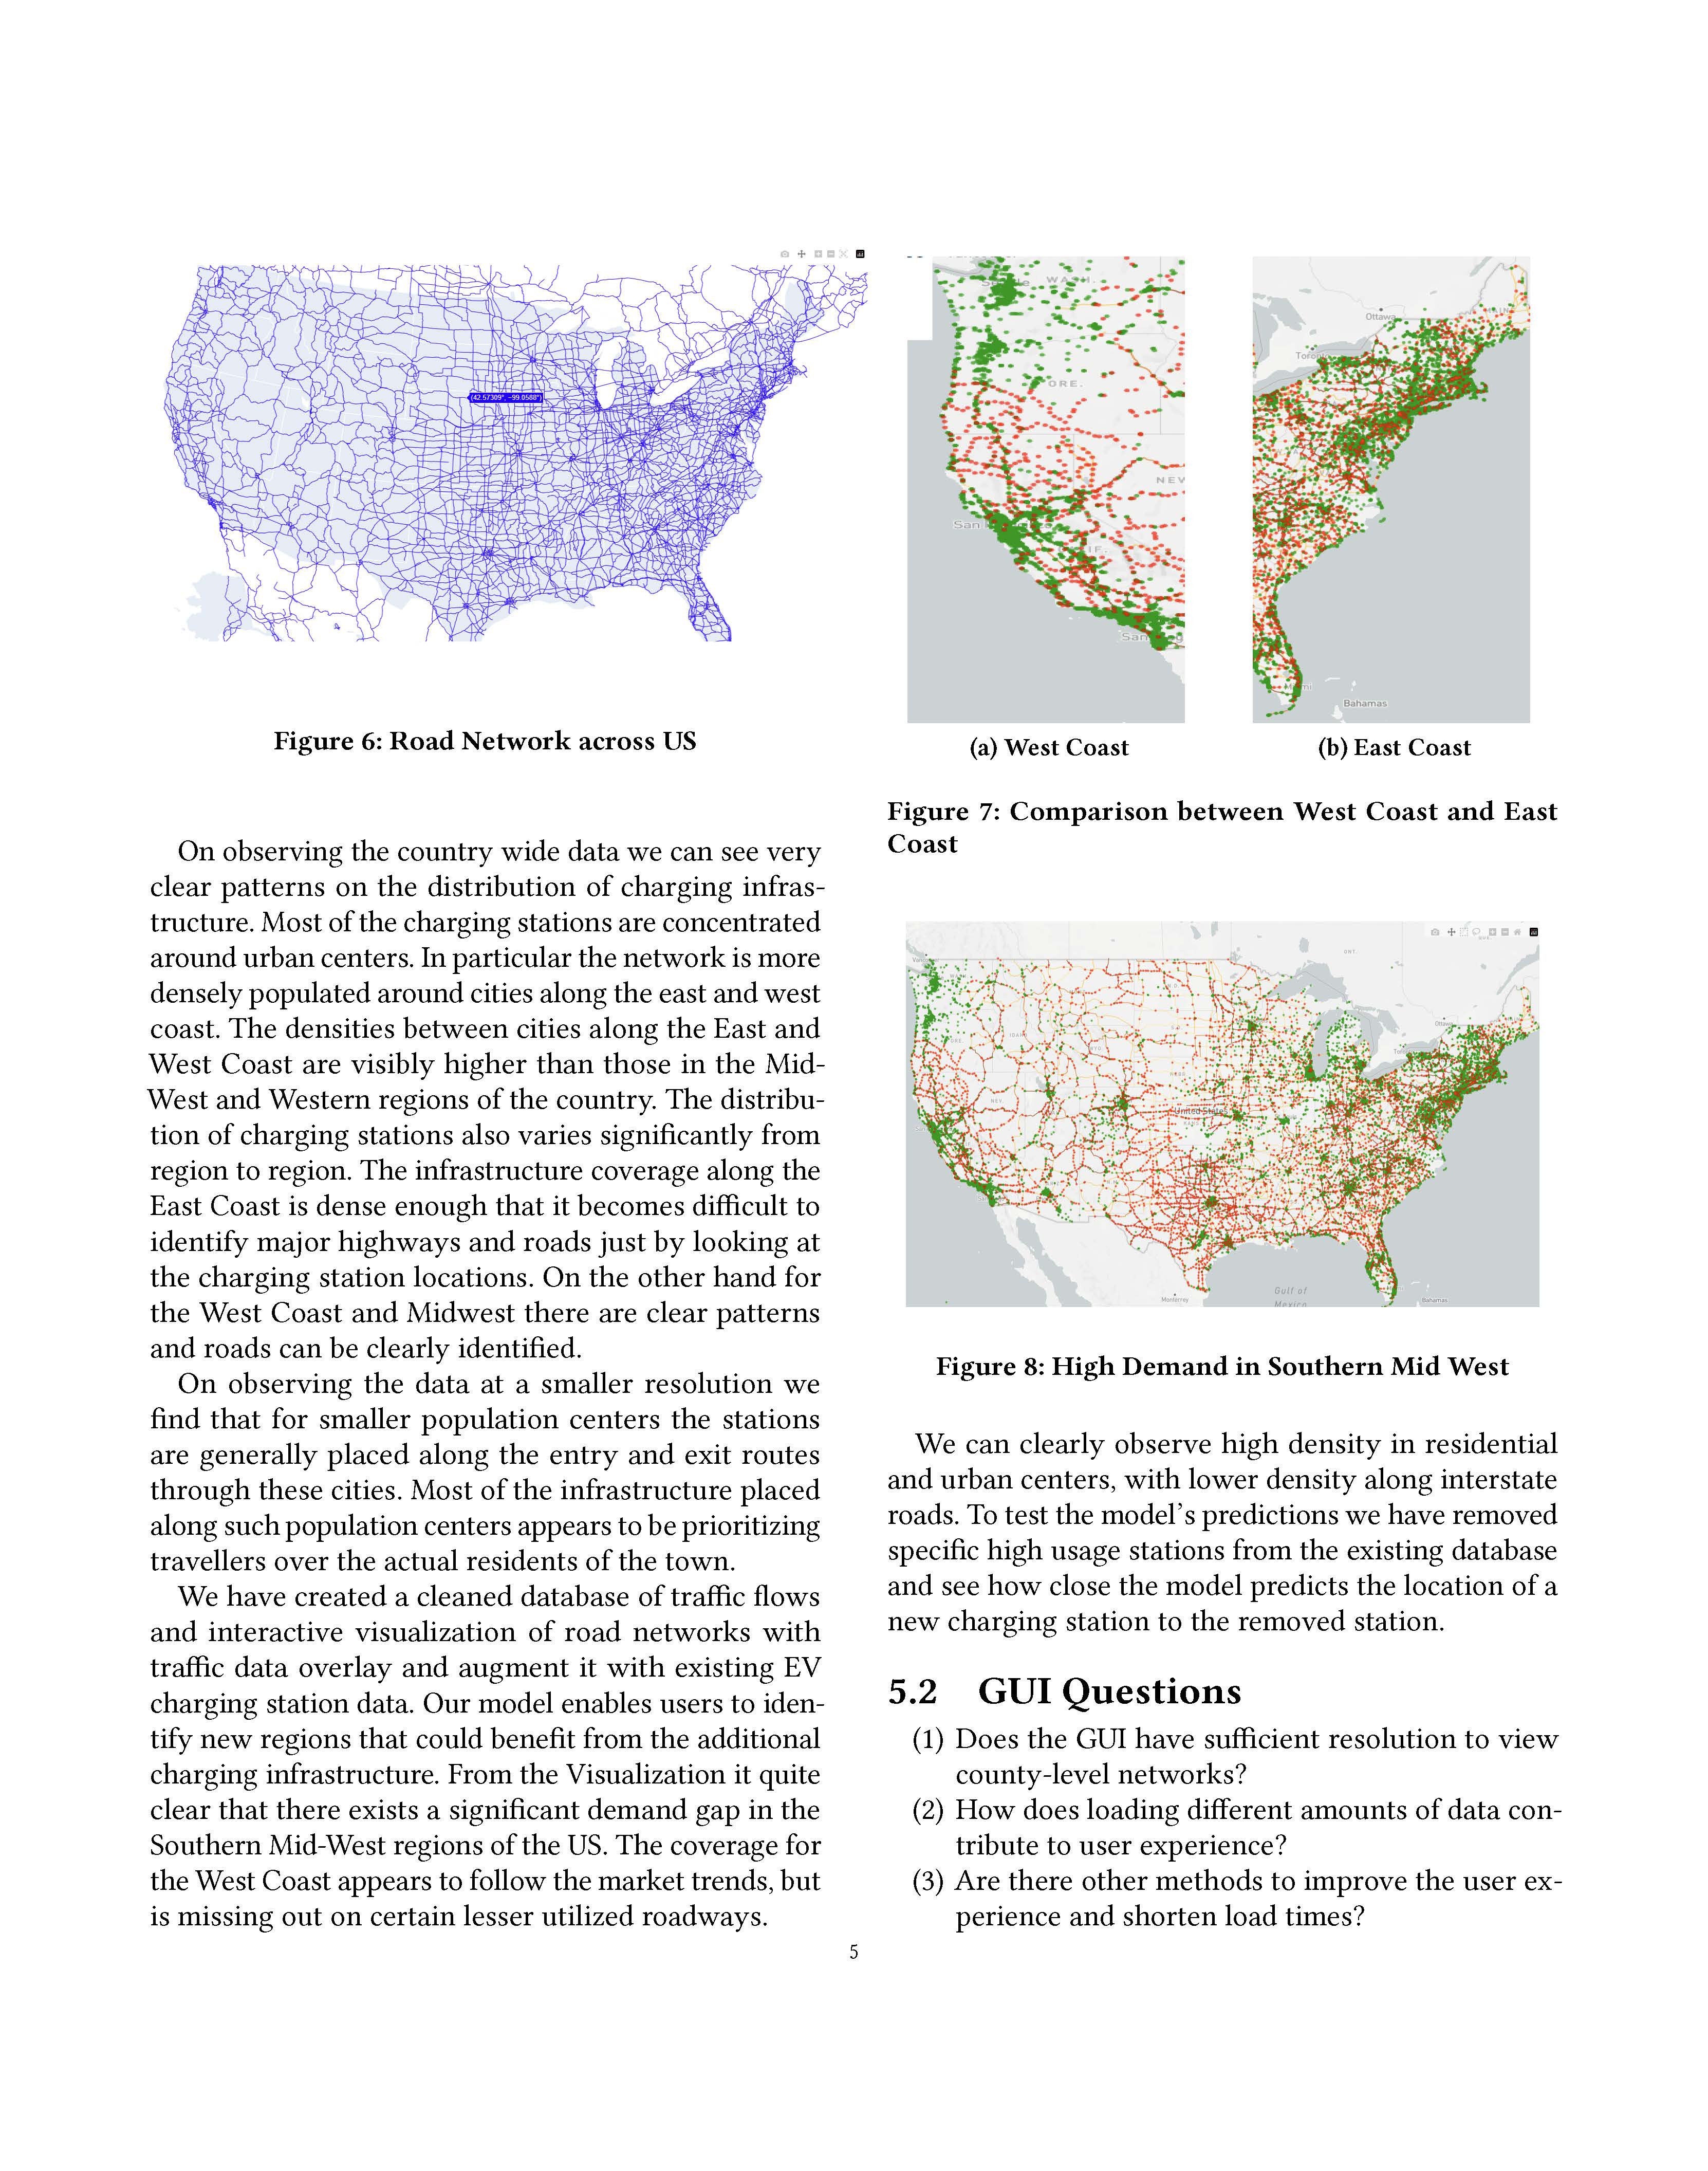 (42.57309°, −99.0588°)
Figure 6: Road Network across US
On observing the country wide data we can see very
clear patterns on the distribution of charging infras-
tructure. Most of the charging stations are concentrated
around urban centers. In particular the network is more
densely populated around cities along the east and west
coast. The densities between cities along the East and
West Coast are visibly higher than those in the Mid-
West and Western regions of the country. The distribu-
tion of charging stations also varies significantly from
region to region. The infrastructure coverage along the
East Coast is dense enough that it becomes difficult to
identify major highways and roads just by looking at
the charging station locations. On the other hand for
the West Coast and Midwest there are clear patterns
and roads can be clearly identified.
On observing the data at a smaller resolution we
find that for smaller population centers the stations
are generally placed along the entry and exit routes
through these cities. Most of the infrastructure placed
along such population centers appears to be prioritizing
travellers over the actual residents of the town.
We have created a cleaned database of traffic flows
and interactive visualization of road networks with
traffic data overlay and augment it with existing EV
charging station data. Our model enables users to iden-
tify new regions that could benefit from the additional
charging infrastructure. From the Visualization it quite
clear that there exists a significant demand gap in the
Southern Mid-West regions of the US. The coverage for
the West Coast appears to follow the market trends, but
is missing out on certain lesser utilized roadways.
WASH.
ORE.
NEV
San
San
Ottawa
Bahamas
(a) West Coast
(b) East Coast
Figure 7: Comparison between West Coast and East
Coast
ONT.
Ottawa
ORE.
NEV.
United States
Gulf of
Mexico
Monterrey
Bahamas
Figure 8: High Demand in Southern Mid West
We can clearly observe high density in residential
and urban centers, with lower density along interstate
roads. To test the model's predictions we have removed
specific high usage stations from the existing database
and see how close the model predicts the location of a
new charging station to the removed station.
5.2 GUI Questions
(1) Does the GUI have sufficient resolution to view
county-level networks?
(2) How does loading different amounts of data con-
tribute to user experience?
(3) Are there other methods to improve the user ex-
perience and shorten load times?
5